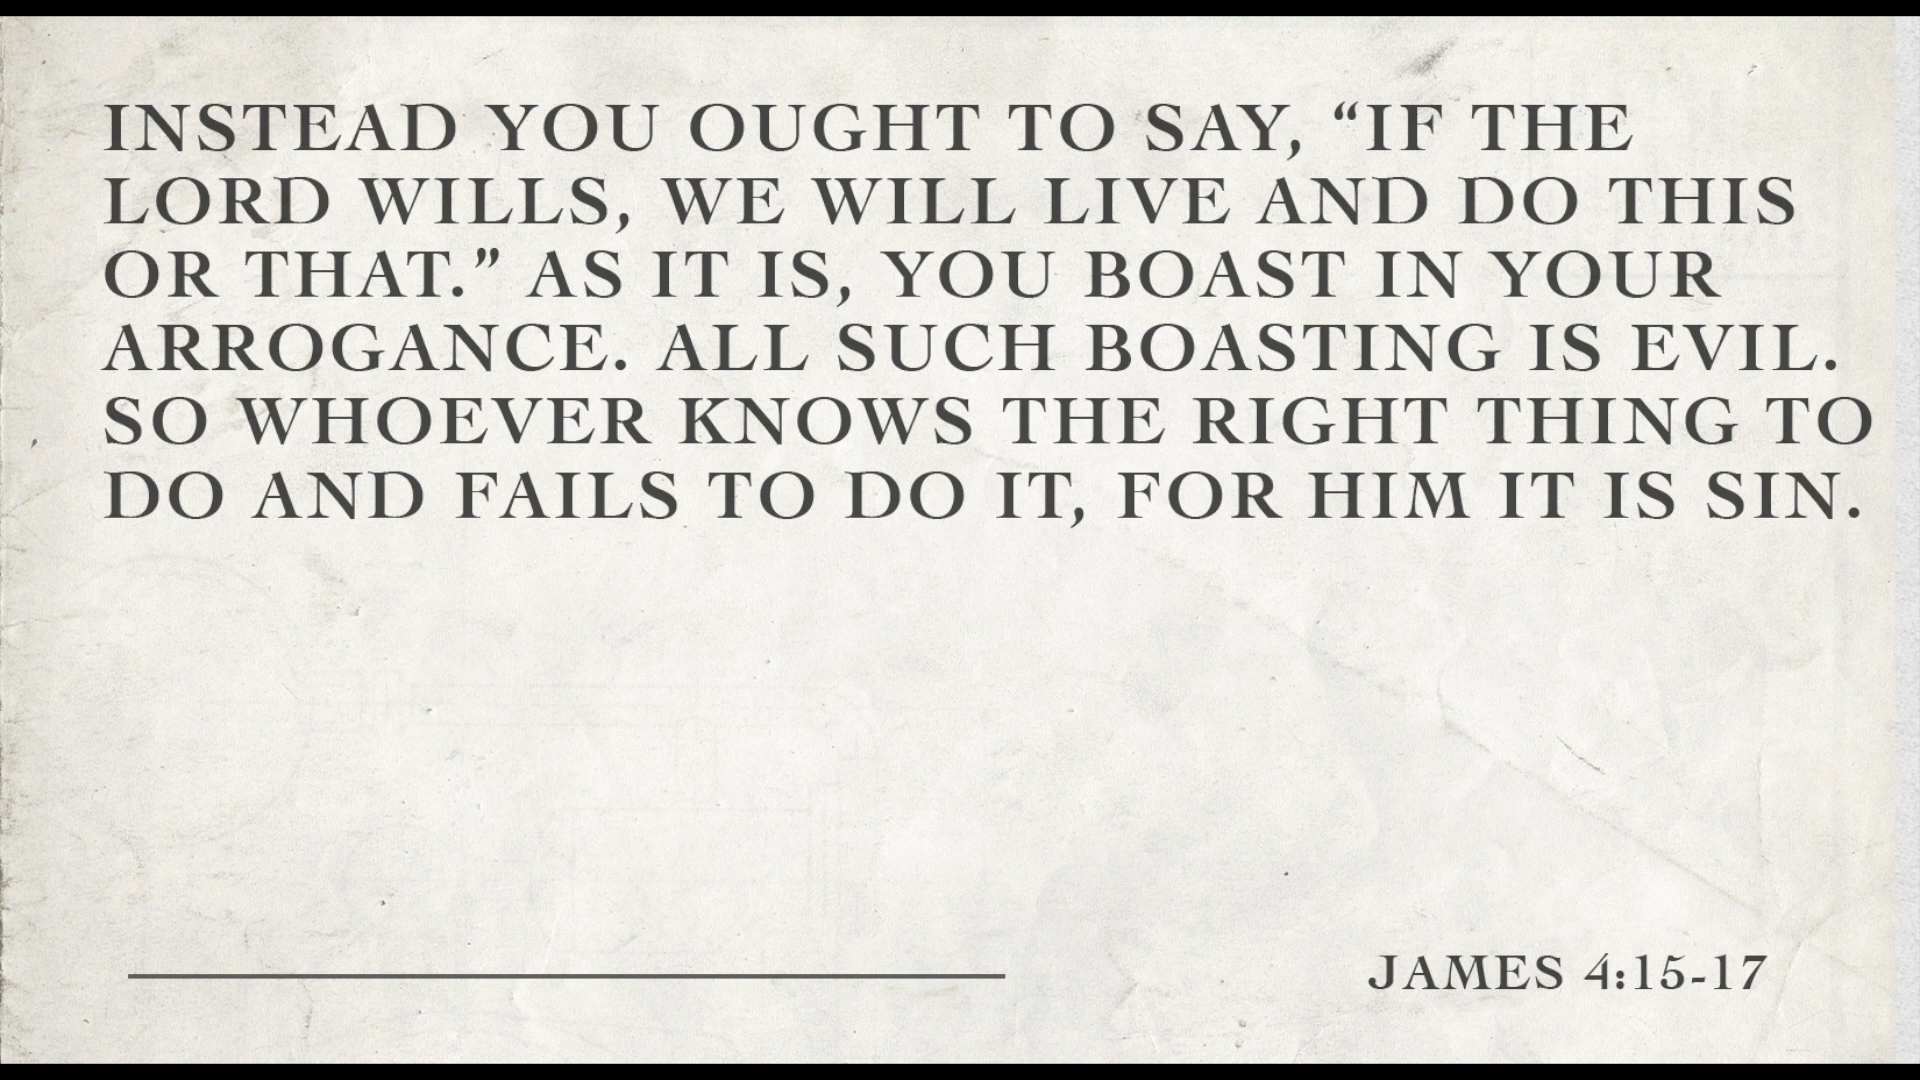 INSTEAD YOU OUGHT TO SAY, “IF THE
LORD WILLS, WE WILL LIVE AND DO THIS
OR THAT.” AS IT IS, YOU BOAST IN YOUR
ARROGANCE. ALL SUCH BOASTING IS EVIL.
SO WHOEVER KNOWS THE RIGHT THING TO
DO AND FAILS TO DO IT, FOR HIM IT IS SIN.
JAMES 4:15-17